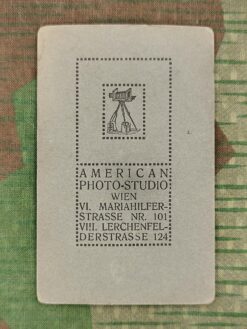 AMERICAN
PHOTO-STUDIO
WIEN
VI. MARIAHILFER-
STRASSE NR. 101
VIII. LERCHENFEL-
DERSTRASSE 124